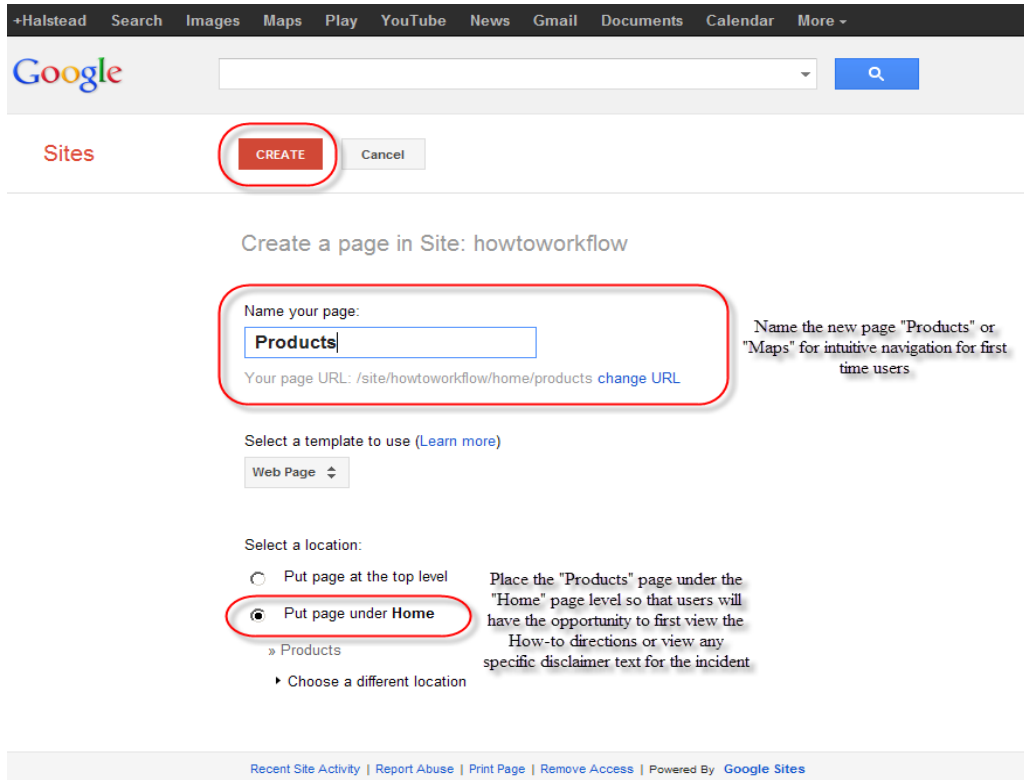 +Halstead Search Images Maps Play YouTube News Gmail Documents Calendar More
Google
Sites
CREATE Cancel
Create a page in Site: howtoworkflow
Name your page:
Products
Your page URL: /site/howtoworkflow/home/products change URL
Name the new page "Products" or
"Maps" for intuitive navigation for first
time users
Select a template to use (Learn more)
Web Page
Select a location:
Put page at the top level
Put page under Home
» Products
Choose a different location
Place the "Products" page under the
"Home" page level so that users will
have the opportunity to first view the
How-to directions or view any
specific disclaimer text for the incident
Recent Site Activity | Report Abuse | Print Page | Remove Access | Powered By Google Sites